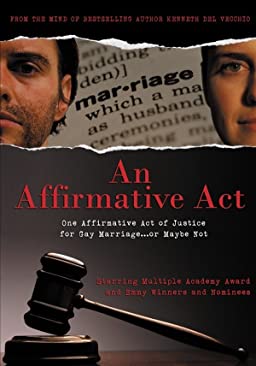 FROM THE MIND OF BESTSELLING AUTHOR KENNETH DEL VECCHIO
bidding
den)]
mar·riage
which a ma
as husband
ceremonies,
An
Affirmative Act
One Affirmative Act of Justice
for Gay Marriage...or Maybe Not
Starring Multiple Academy Award
and Emmy Winners and Nominees